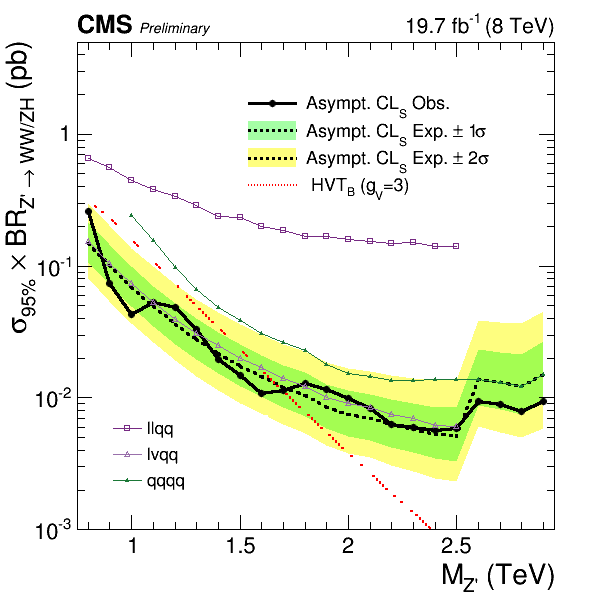 CMS Preliminary 19.7 fb⁻¹ (8 TeV)
σ95% × BRZ' → WW/ZH (pb)
Asympt. CLS Obs.
Asympt. CLS Exp. ± 1σ
Asympt. CLS Exp. ± 2σ
HVTB (gV=3)
1
10⁻¹
10⁻²
10⁻³
llqq
lνqq
qqqq
1 1.5 2 2.5
MZ' (TeV)